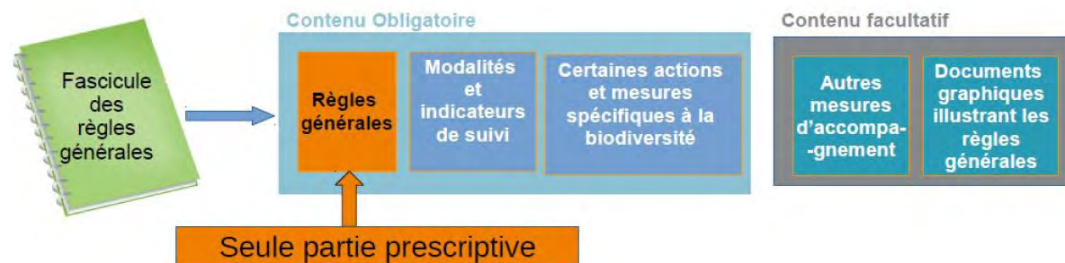 Contenu Obligatoire
Contenu facultatif
Fascicule
des
règles
générales
Règles
générales
Modalités
et
indicateurs
de suivi
Certaines actions
et mesures
spécifiques à la
biodiversité
Autres
mesures
d'accompa-
-gnement
Documents
graphiques
illustrant les
règles
générales
Seule partie prescriptive